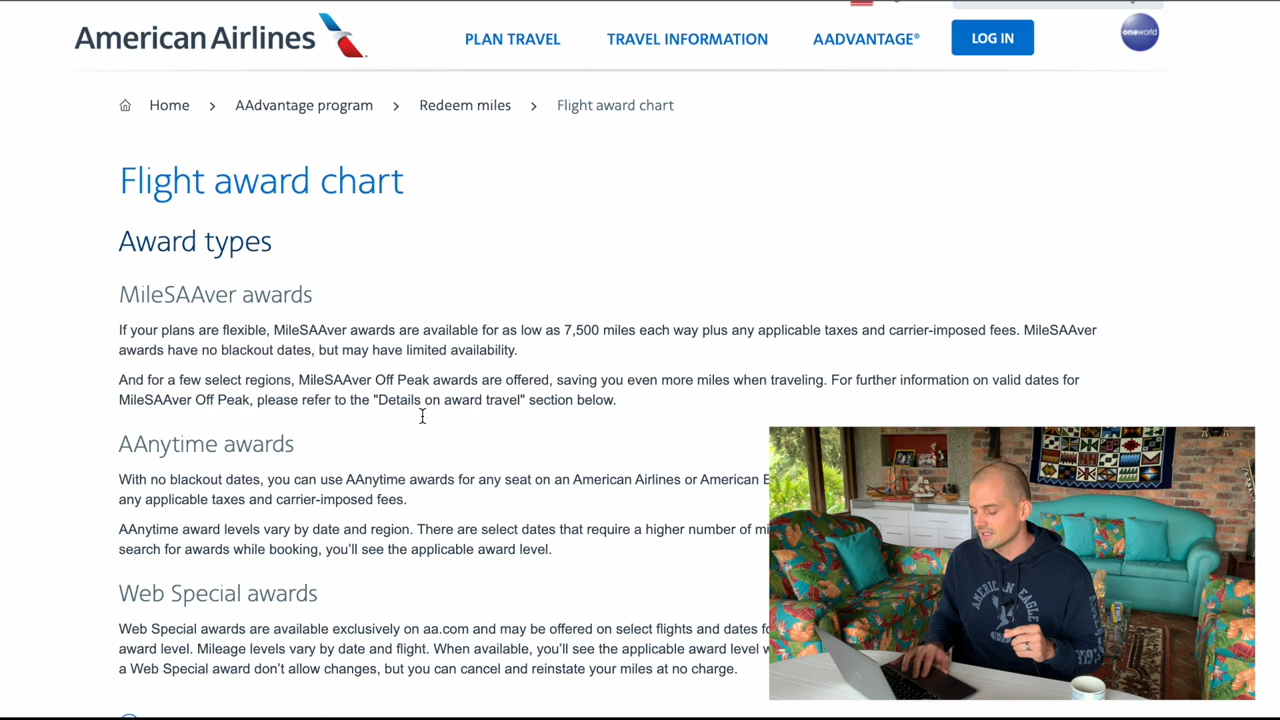 American Airlines
PLAN TRAVEL
TRAVEL INFORMATION
AADVANTAGE®
LOG IN
oneworld
Home > AAdvantage program > Redeem miles > Flight award chart
Flight award chart
Award types
MileSAAver awards
If your plans are flexible, MileSAAver awards are available for as low as 7,500 miles each way plus any applicable taxes and carrier-imposed fees. MileSAAver
awards have no blackout dates, but may have limited availability.
And for a few select regions, MileSAAver Off Peak awards are offered, saving you even more miles when traveling. For further information on valid dates for
MileSAAver Off Peak, please refer to the "Details on award travel" section below.
AAnytime awards
With no blackout dates, you can use AAnytime awards for any seat on an American Airlines or American
any applicable taxes and carrier-imposed fees.
AAnytime award levels vary by date and region. There are select dates that require a higher number of
search for awards while booking, you'll see the applicable award level.
Web Special awards
Web Special awards are available exclusively on aa.com and may be offered on select flights and dates
award level. Mileage levels vary by date and flight. When available, you'll see the applicable award level
a Web Special award don't allow changes, but you can cancel and reinstate your miles at no charge.
AMERICAN EAGLE